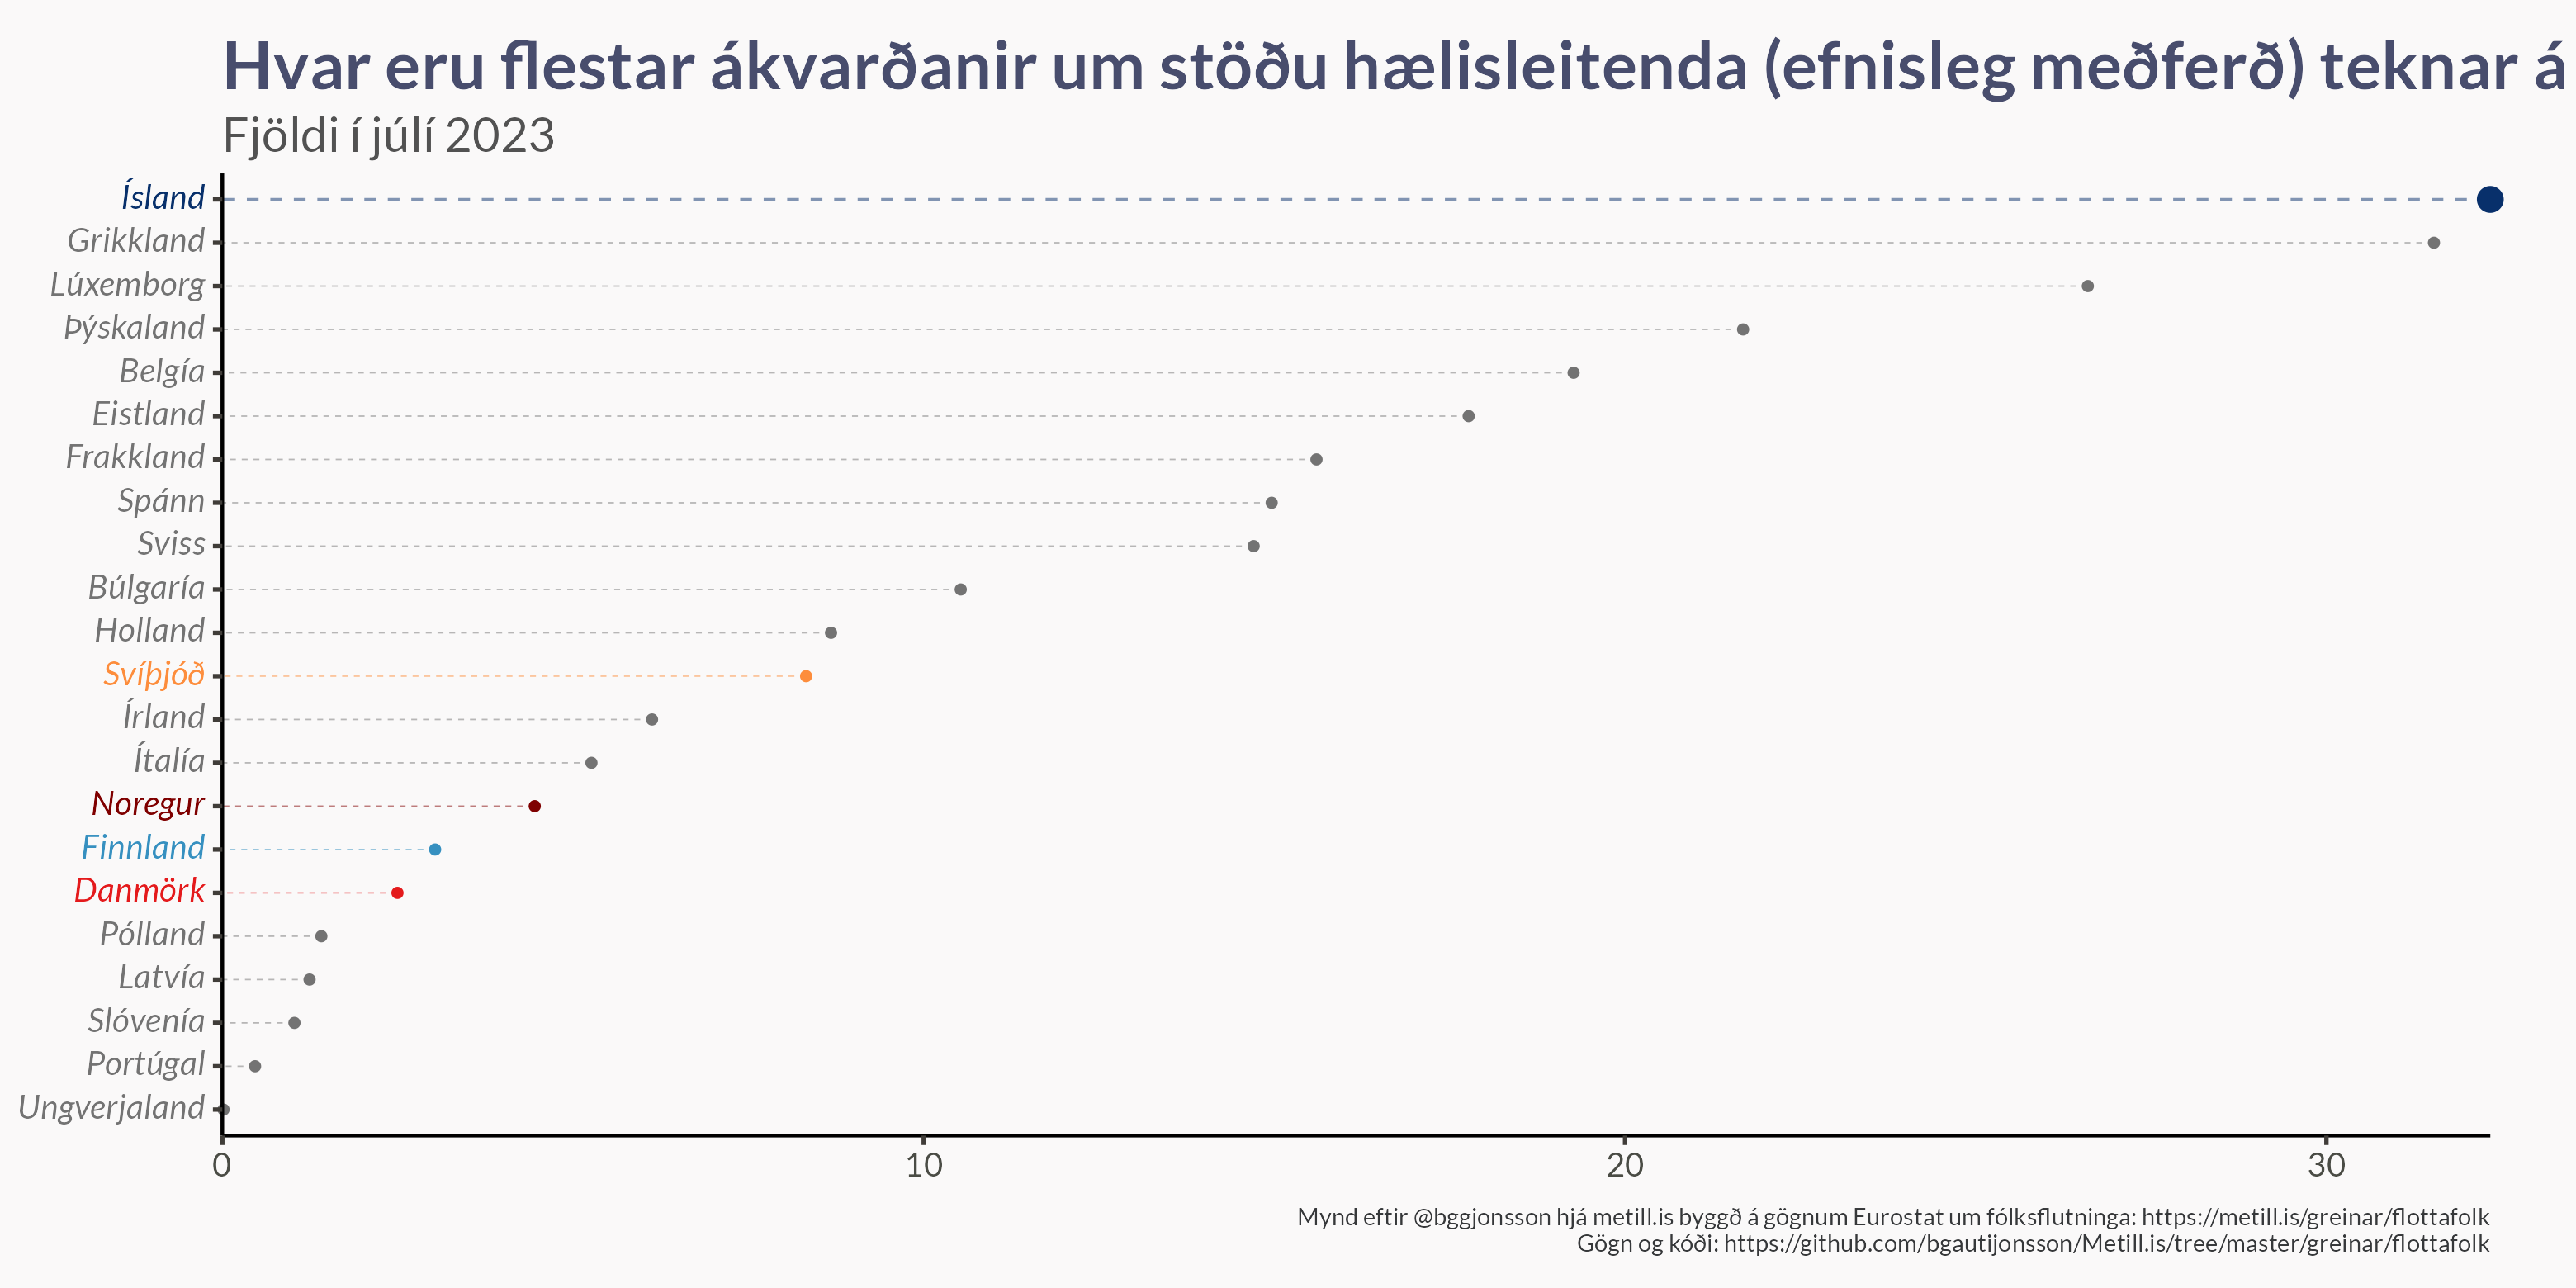 Hvar eru flestar ákvarðanir um stöðu hælisleitenda (efnisleg meðferð) teknar á
Fjöldi í júlí 2023
Ísland
Grikkland
Lúxemborg
Þýskaland
Belgía
Eistland
Frakkland
Spánn
Sviss
Búlgaría
Holland
Svíþjóð
Írland
Ítalía
Noregur
Finnland
Danmörk
Pólland
Latvía
Slóvenía
Portúgal
Ungverjaland
0 10 20 30
Mynd eftir @bggjonsson hjá metill.is byggð á gögnum Eurostat um fólksflutninga: https://metill.is/greinar/flottafolk
Gögn og kóði: https://github.com/bgautijonsson/Metill.is/tree/master/greinar/flottafolk